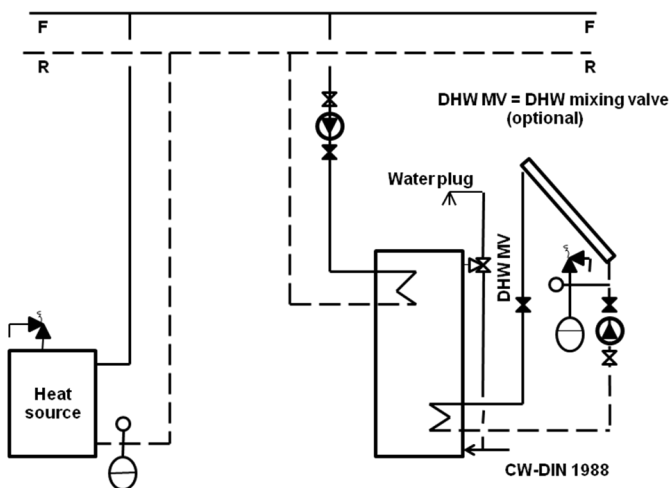 F
F
R
R
DHW MV = DHW mixing valve
(optional)
Water plug
DHW MV
Heat
source
CW-DIN 1988